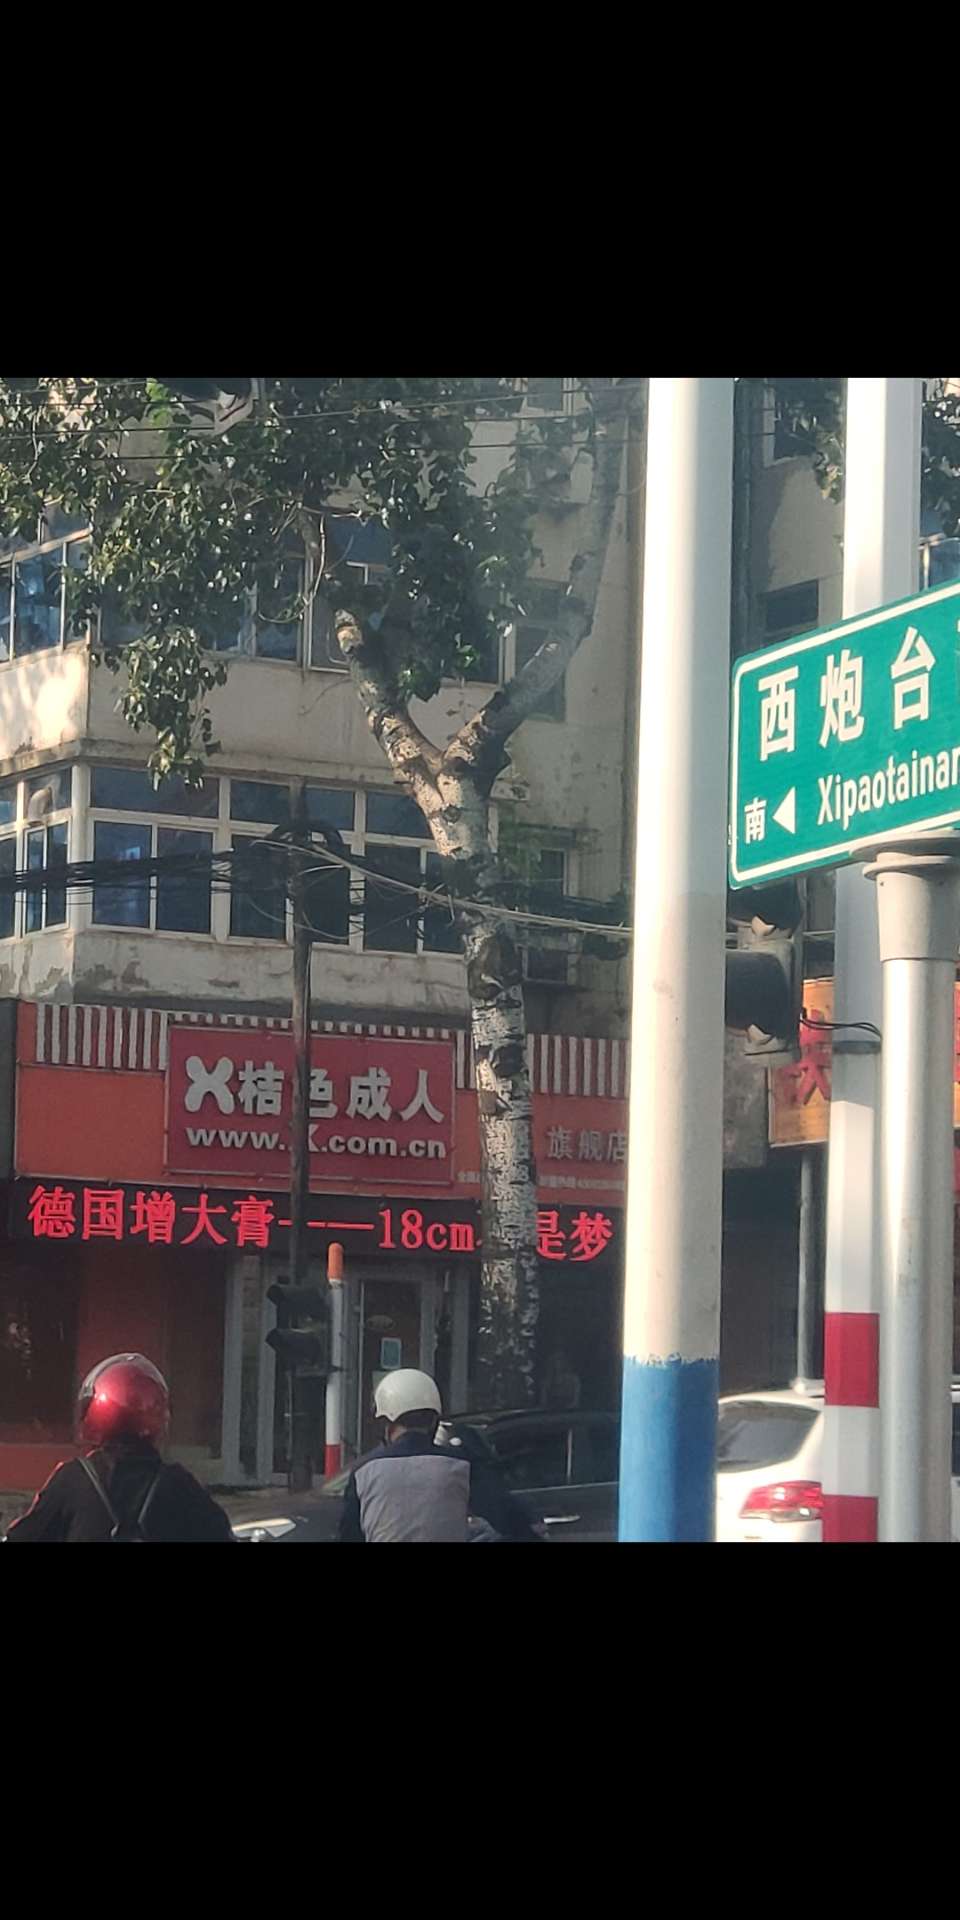 西炮台
南 Xipaotainan
桔色成人
www. .com.cn
旗舰店
德国增大膏——18cm 是梦